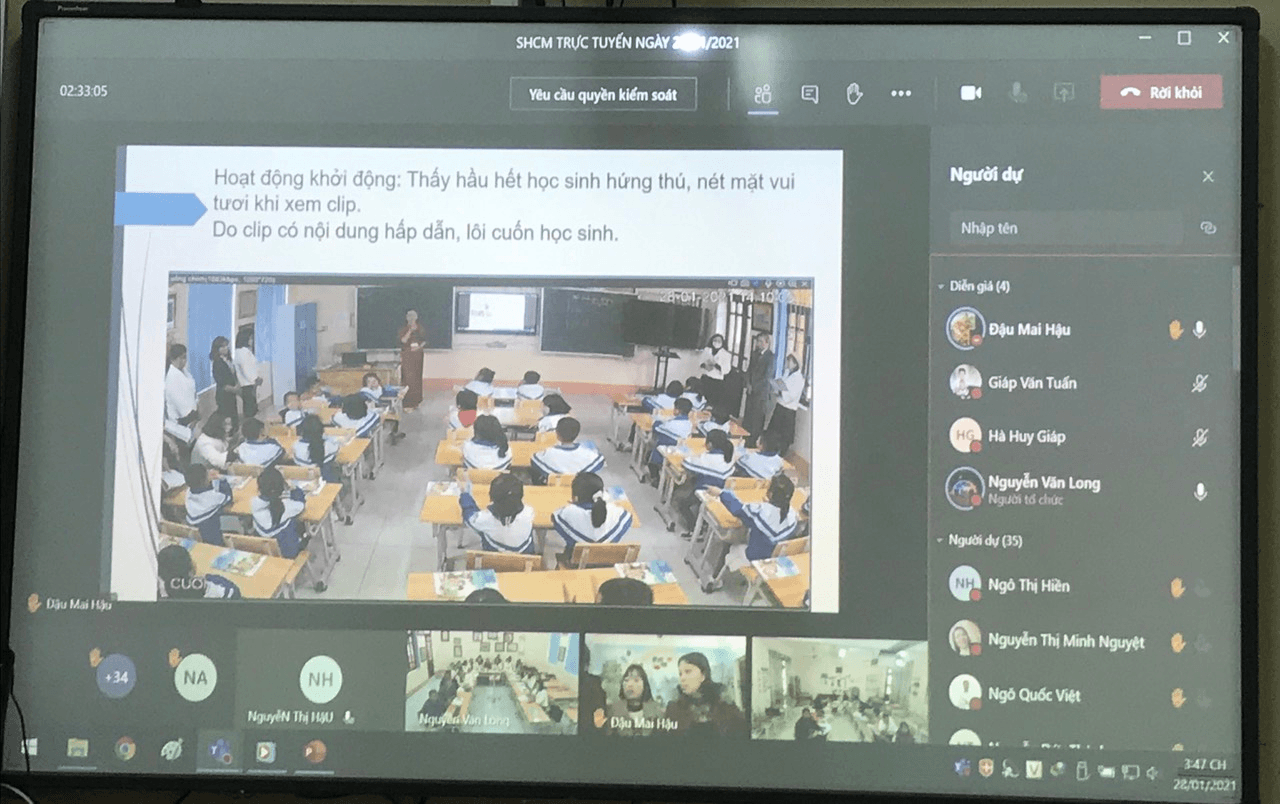 SHCM TRỰC TUYẾN NGÀY /2021
02:33:05
Yêu cầu quyền kiểm soát
Rời khỏi
Hoạt động khởi động: Thấy hầu hết học sinh hứng thú, nét mặt vui
tươi khi xem clip.
Do clip có nội dung hấp dẫn, lôi cuốn học sinh.
CUOI
Đậu Mai Hậu
Người dự
Nhập tên
Diễn giả (4)
Đậu Mai Hậu
Giáp Văn Tuấn
HG
Hà Huy Giáp
Nguyễn Văn Long
Người tổ chức
Người dự (35)
NH
Ngô Thị Hiền
Nguyễn Thị Minh Nguyệt
Ngô Quốc Việt
+34
NA
NH
NguyễN Thị HậU
Nguyễn Văn Long
Đậu Mai Hậu
3:47 CH
28/01/2021